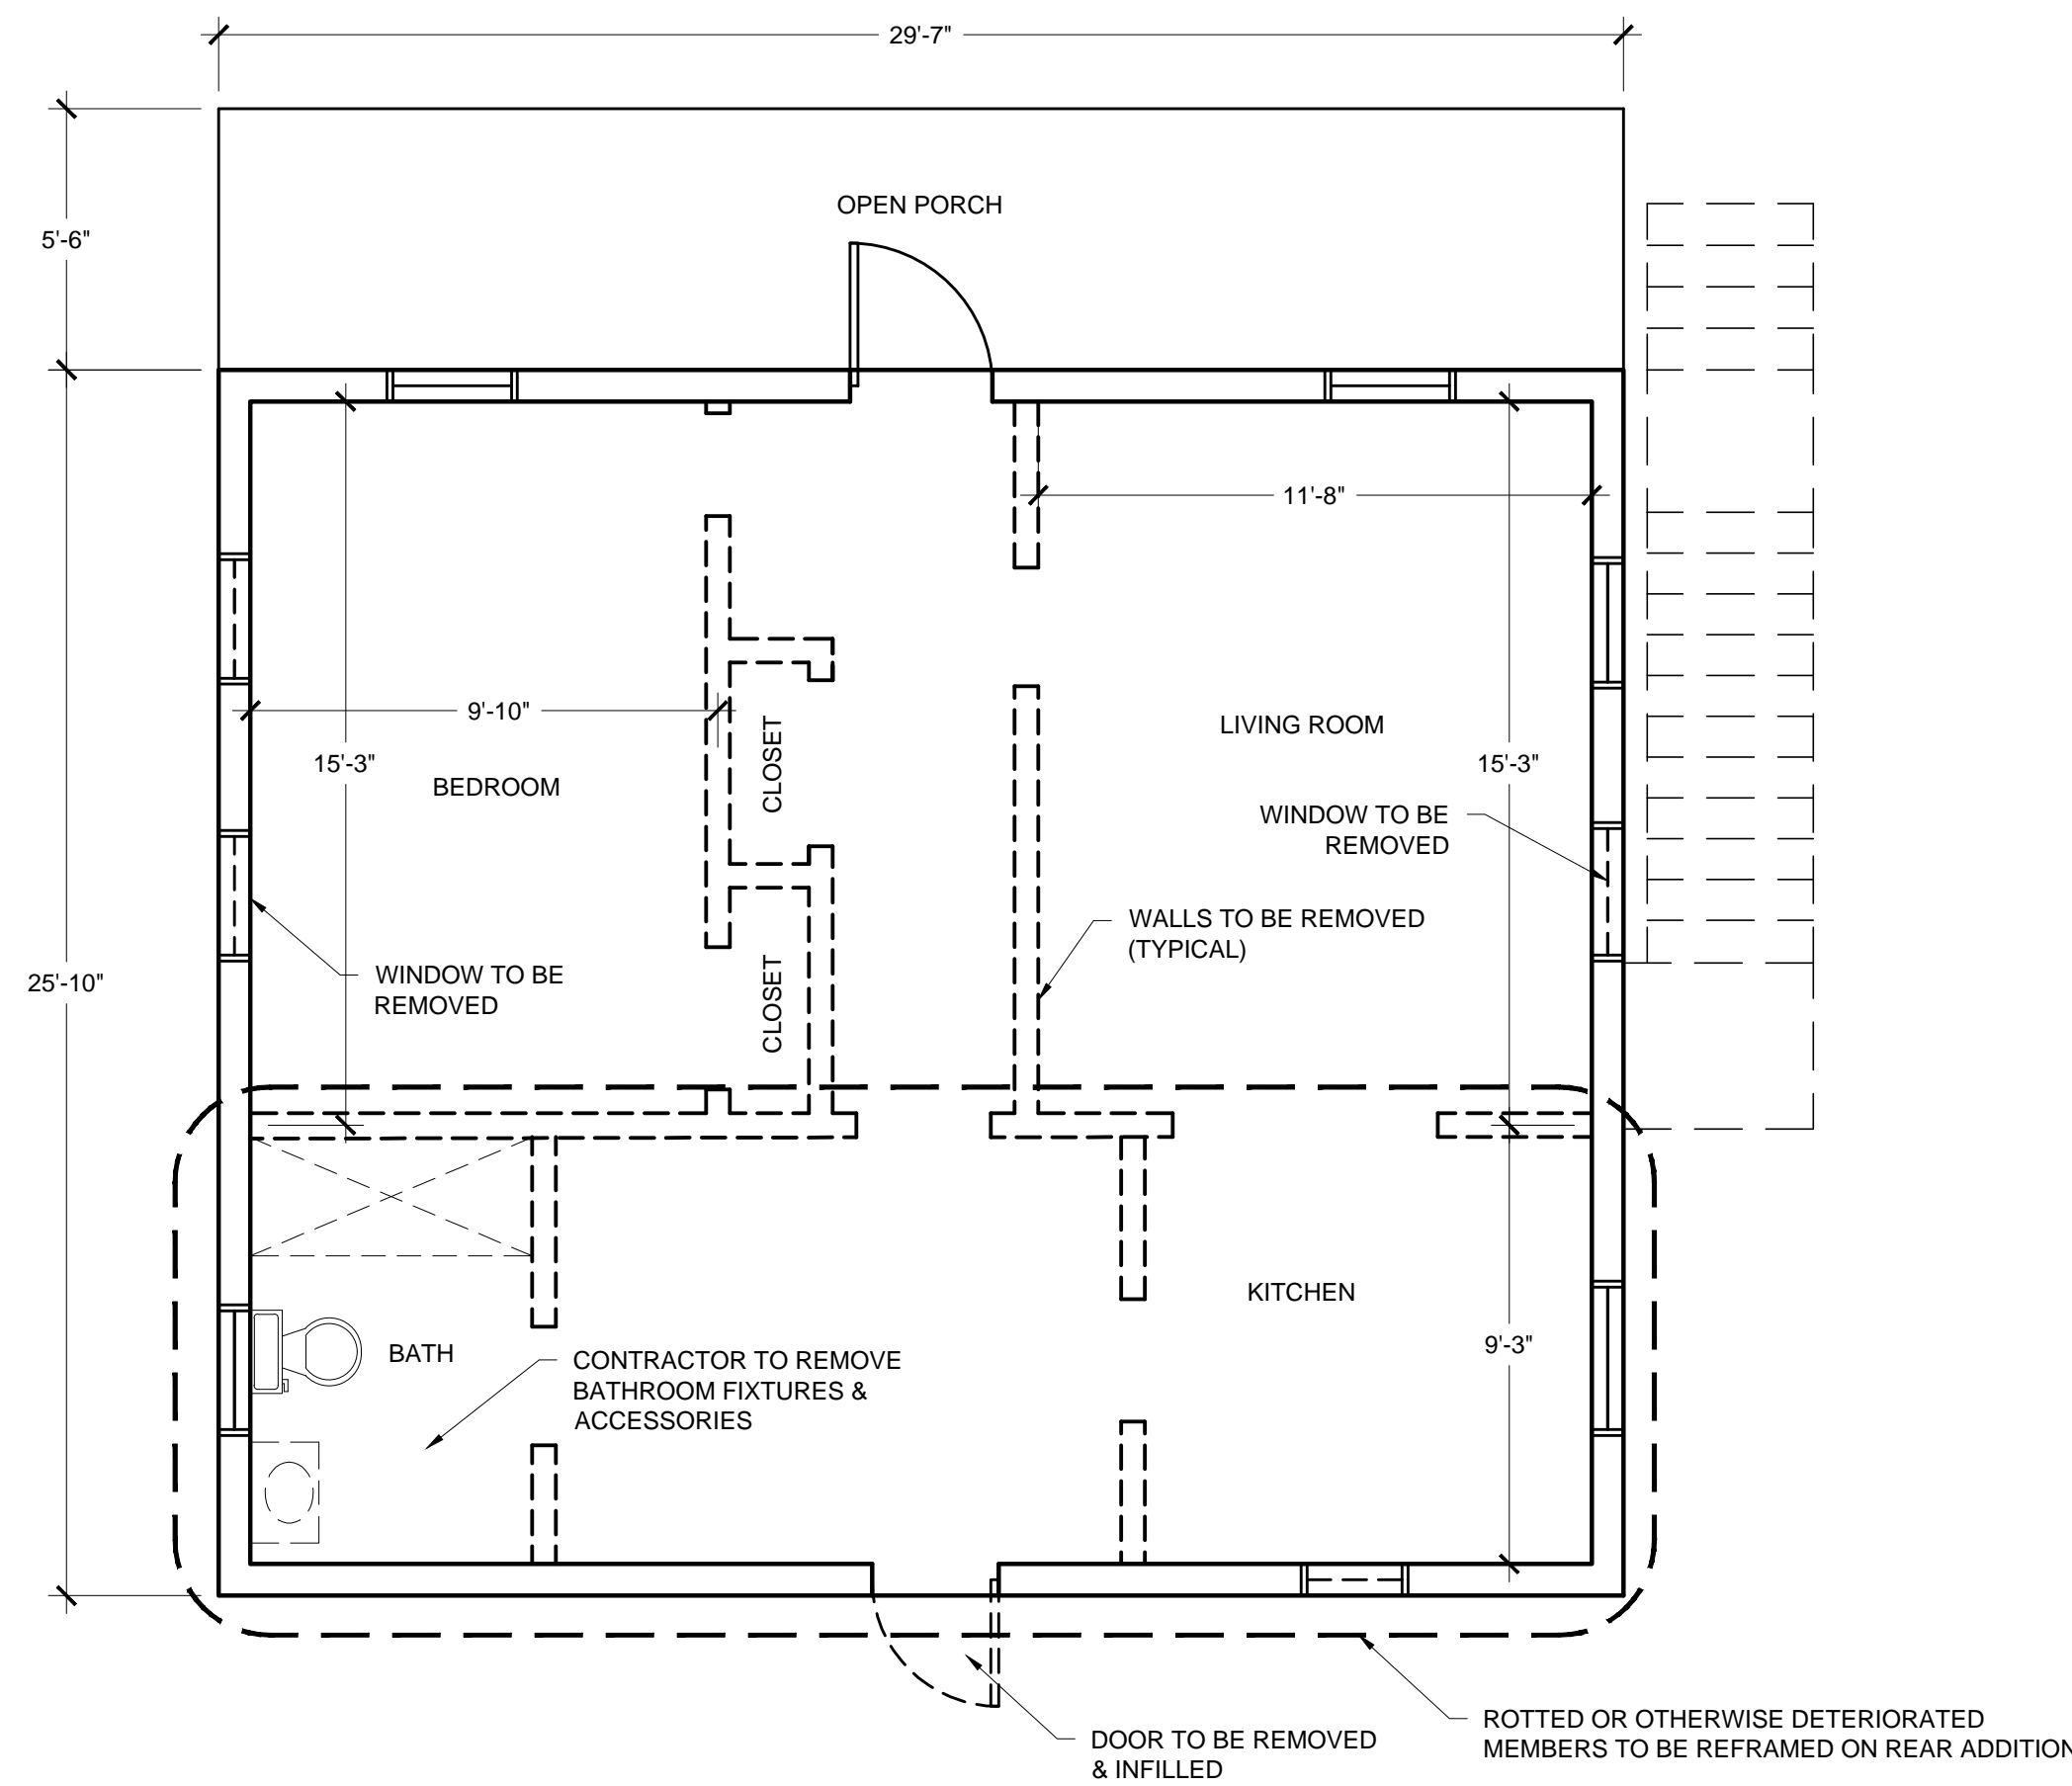 29'-7"
OPEN PORCH
5'-6"
11'-8"
9'-10"
CLOSET
LIVING ROOM
15'-3"
15'-3"
BEDROOM
WINDOW TO BE
REMOVED
WALLS TO BE REMOVED
(TYPICAL)
25'-10"
WINDOW TO BE
REMOVED
CLOSET
KITCHEN
9'-3"
BATH
CONTRACTOR TO REMOVE
BATHROOM FIXTURES &
ACCESSORIES
ROTTED OR OTHERWISE DETERIORATED
MEMBERS TO BE REFRAMED ON REAR ADDITION
DOOR TO BE REMOVED
& INFILLED